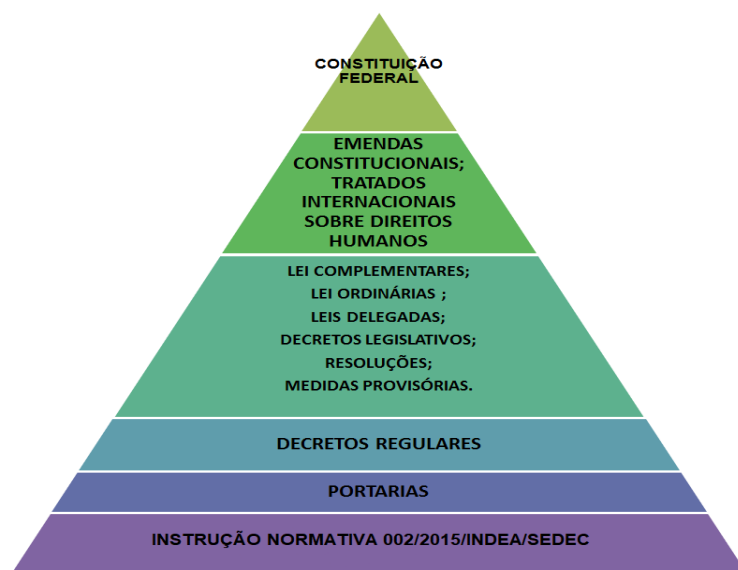 CONSTITUIÇÃO
FEDERAL
EMENDAS
CONSTITUCIONAIS;
TRATADOS
INTERNACIONAIS
SOBRE DIREITOS
HUMANOS
LEI COMPLEMENTARES;
LEI ORDINÁRIAS ;
LEIS DELEGADAS;
DECRETOS LEGISLATIVOS;
RESOLUÇÕES;
MEDIDAS PROVISÓRIAS.
DECRETOS REGULARES
PORTARIAS
INSTRUÇÃO NORMATIVA 002/2015/INDEA/SEDEC